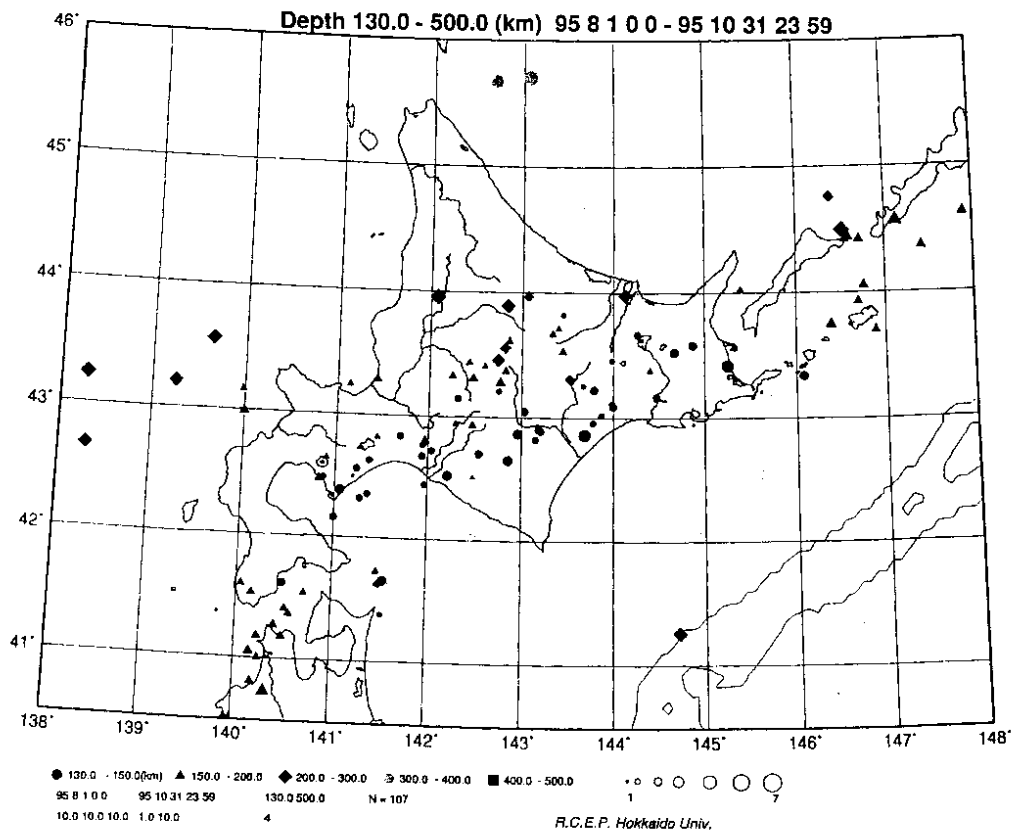 Depth 130.0 - 500.0 (km) 95 8 1 0 0 - 95 10 31 23 59
46°
45°
44°
43°
42°
41°
138° 139° 140° 141° 142° 143° 144° 145° 146° 147° 148°
130.0 - 150.0(km) 150.0 - 200.0 200.0 - 300.0 300.0 - 400.0 400.0 - 500.0
1 7
95 8 1 0 0 95 10 31 23 59 130.0 500.0 N = 107
10.0 10.0 10.0 1.0 10.0 4
R.C.E.P. Hokkaido Univ.